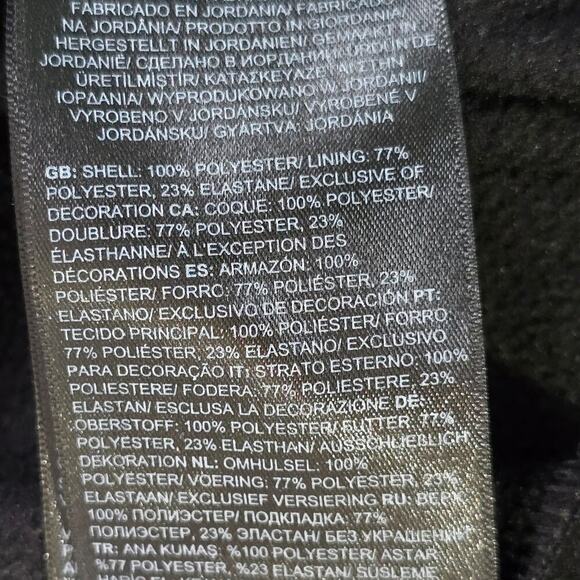 FABRICADO EN JORDANIA/ FABRICADO
NA JORDÂNIA/ PRODOTTO IN GIORDANIA/
HERGESTELLT IN JORDANIEN/ GEMAAKT IN
JORDANIË/ СДЕЛАНО В ИОРДАНИИ/ ÜRDÜN'DE
ÜRETİLMİŞTİR/ ΚΑΤΑΣΚΕΥΑΖΕΤΑΙ ΣΤΗΝ
ΙΟΡΔΑΝΙΑ/ WYPRODUKOWANO W JORDANII/
VYROBENO V JORDÁNSKU/ VYROBENÉ V
JORDÁNSKU/ GYÁRTVA: JORDÁNIA
GB: SHELL: 100% POLYESTER/ LINING: 77%
POLYESTER, 23% ELASTANE/ EXCLUSIVE OF
DECORATION CA: COQUE: 100% POLYESTER/
DOUBLURE: 77% POLYESTER, 23%
ÉLASTHANNE/ À L'EXCEPTION DES
DÉCORATIONS ES: ARMAZÓN: 100%
POLIÉSTER/ FORRO: 77% POLIÉSTER, 23%
ELASTANO/ EXCLUSIVO DE DECORACIÓN PT:
TECIDO PRINCIPAL: 100% POLIÉSTER/ FORRO:
77% POLIÉSTER, 23% ELASTANO/ EXCLUSIVO
PARA DECORAÇÃO IT: STRATO ESTERNO: 100%
POLIESTERE/ FODERA: 77% POLIESTERE, 23%
ELASTAN/ ESCLUSA LA DECORAZIONE DE:
OBERSTOFF: 100% POLYESTER/ FUTTER: 77%
POLYESTER, 23% ELASTHAN/ AUSSCHLIEßLICH
DEKORATION NL: OMHULSEL: 100%
POLYESTER/ VOERING: 77% POLYESTER, 23%
ELASTAAN/ EXCLUSIEF VERSIERING RU: ВЕРХ:
100% ПОЛИЭСТЕР/ ПОДКЛАДКА: 77%
ПОЛИЭСТЕР, 23% ЭЛАСТАН/ БЕЗ УКРАШЕНИЙ
TR: ANA KUMAŞ: %100 POLYESTER/ ASTAR:
%77 POLYESTER, %23 ELASTAN/ SÜSLEME